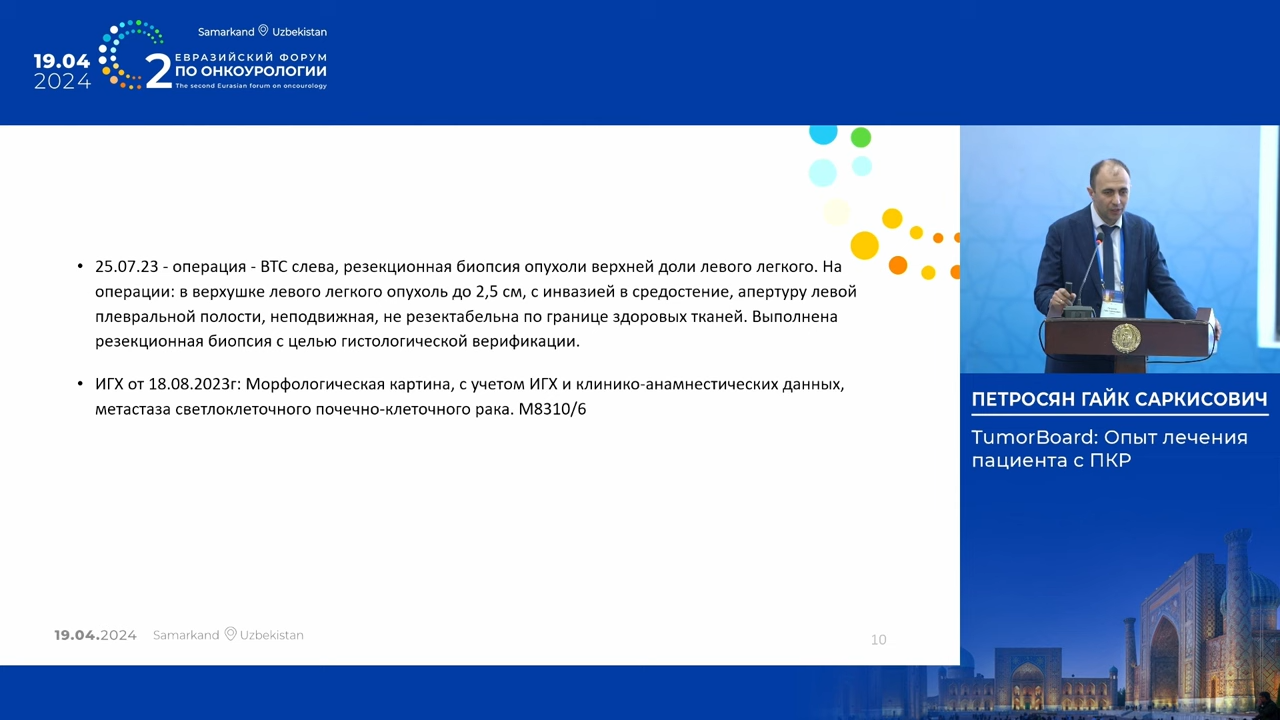 Samarkand Uzbekistan
19.04
2024
2
ЕВРАЗИЙСКИЙ ФОРУМ
ПО ОНКОУРОЛОГИИ
The second Eurasian forum on oncourology
• 25.07.23 - операция - ВТС слева, резекционная биопсия опухоли верхней доли левого легкого. На
операции: в верхушке левого легкого опухоль до 2,5 см, с инвазией в средостение, апертуру левой
плевральной полости, неподвижная, не резектабельна по границе здоровых тканей. Выполнена
резекционная биопсия с целью гистологической верификации.
• ИГХ от 18.08.2023г: Морфологическая картина, с учетом ИГХ и клинико-анамнестических данных,
метастаза светлоклеточного почечно-клеточного рака. М8310/6
19.04.2024 Samarkand Uzbekistan
10
ПЕТРОСЯН ГАЙК САРКИСОВИЧ
TumorBoard: Опыт лечения
пациента с ПКР